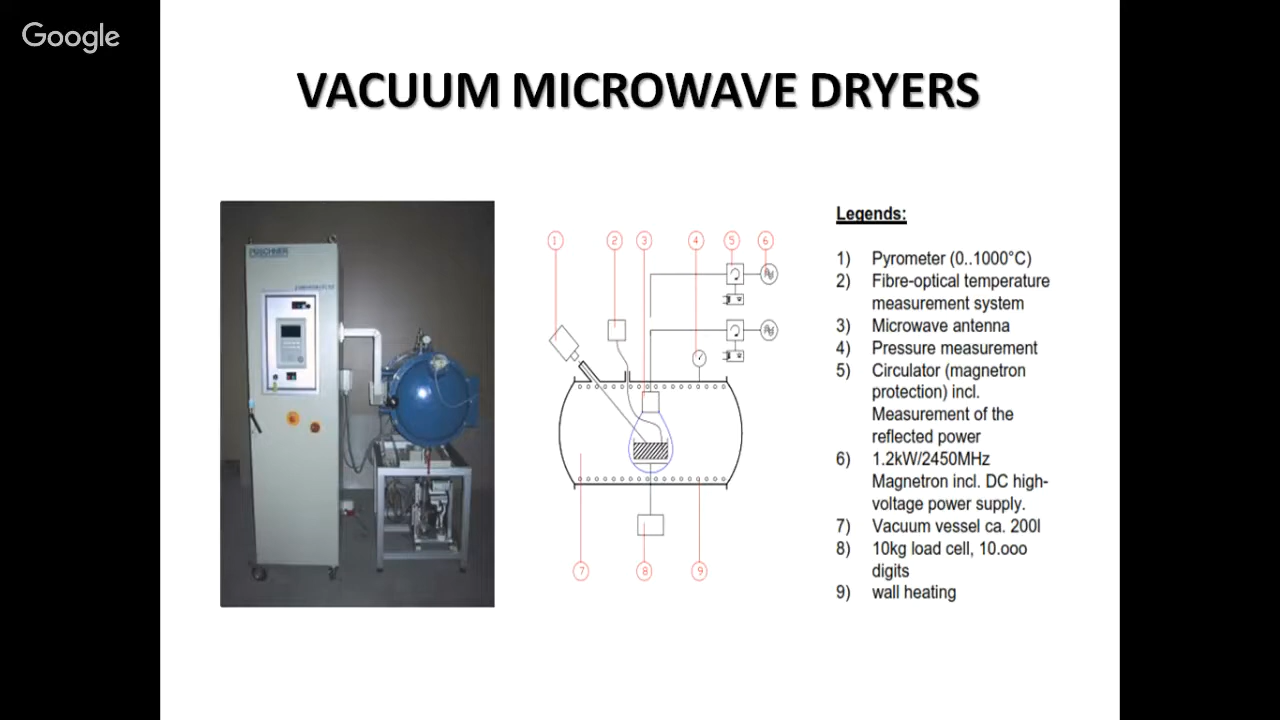 Google
VACUUM MICROWAVE DRYERS
Legends:
1 2 3 4 5 6
1) Pyrometer (0..1000°C)
2) Fibre-optical temperature
measurement system
3) Microwave antenna
4) Pressure measurement
5) Circulator (magnetron
protection) incl.
Measurement of the
reflected power
6) 1.2kW/2450MHz
Magnetron incl. DC high-
voltage power supply.
7) Vacuum vessel ca. 200l
8) 10kg load cell, 10.ooo
digits
9) wall heating
7 8 9